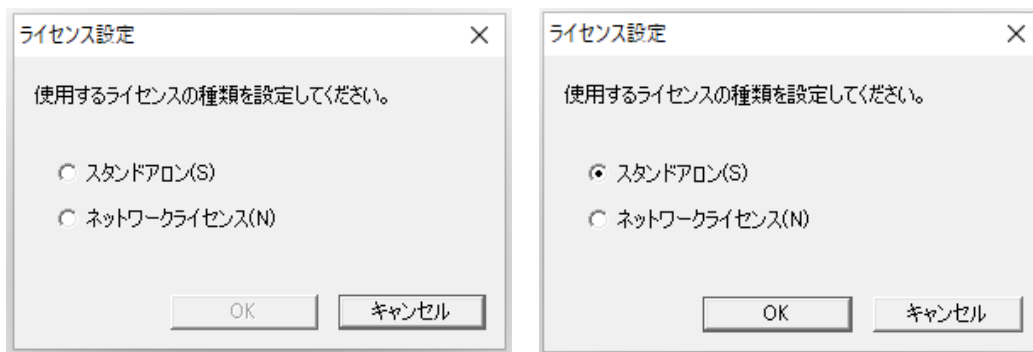 ライセンス設定
使用するライセンスの種類を設定してください。
スタンドアロン(S)
ネットワークライセンス(N)
OK
キャンセル
ライセンス設定
使用するライセンスの種類を設定してください。
スタンドアロン(S)
ネットワークライセンス(N)
OK
キャンセル